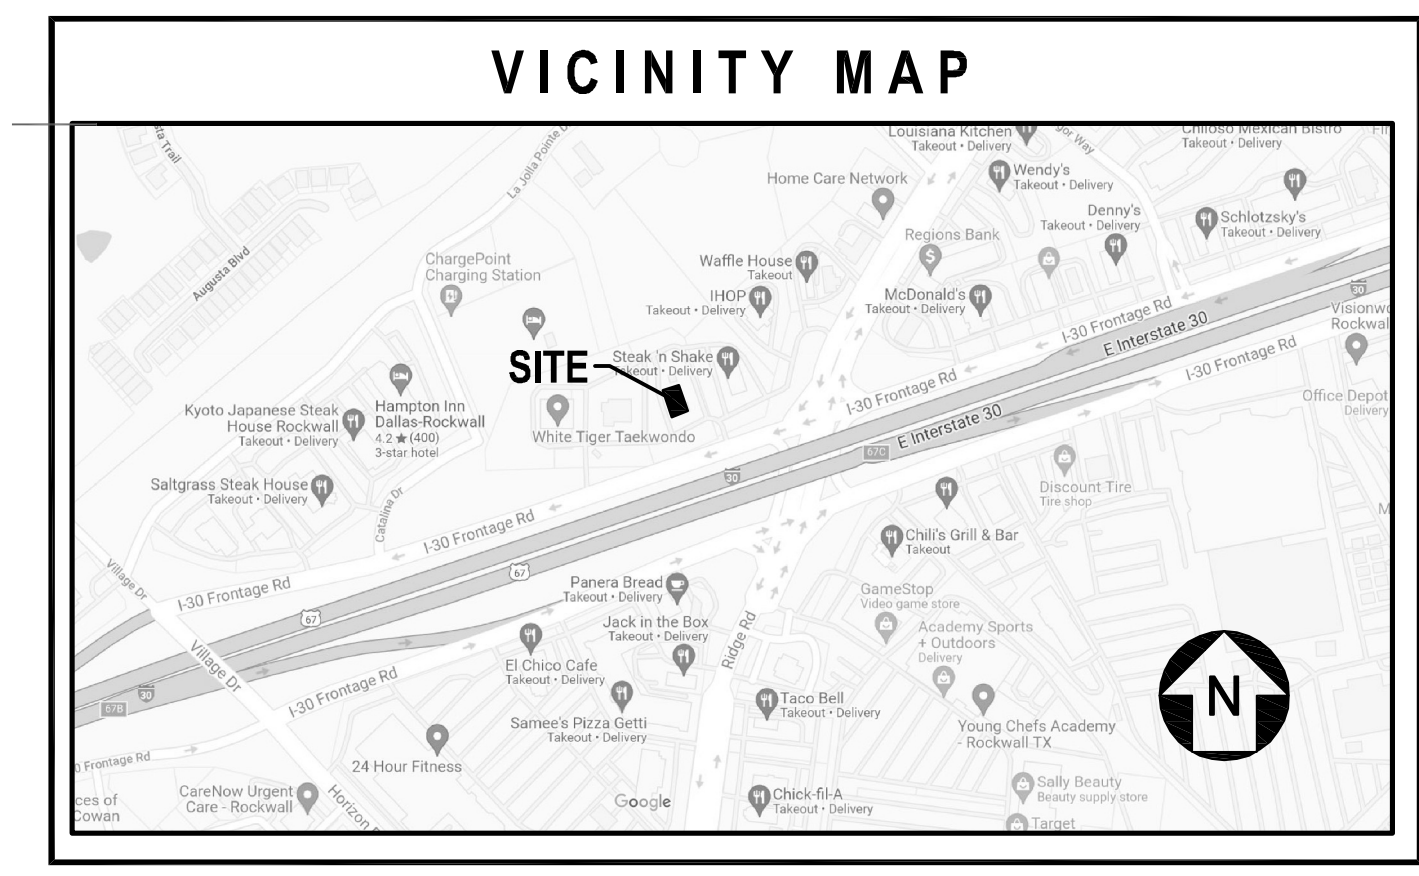 VICINITY MAP
Louisiana Kitchen
Takeout • Delivery
Chiloso Mexican Bistro
Wendy's
Takeout • Delivery
Home Care Network
La Jolla Pointe
Denny's
Takeout • Delivery
Schlotzsky's
Takeout • Delivery
Regions Bank
Augusta Blvd
ChargePoint
Charging Station
Waffle House
Takeout
IHOP
Takeout • Delivery
McDonald's
Takeout • Delivery
I-30 Frontage Rd
E Interstate 30
30
I-30 Frontage Rd
Steak 'n Shake
Takeout • Delivery
SITE
Hampton Inn
Dallas-Rockwall
4.2 ★ (400)
3-star hotel
Kyoto Japanese Steak
House Rockwall
Takeout • Delivery
White Tiger Taekwondo
I-30 Frontage Rd
E Interstate 30
67C
30
Office Depot
Delivery
Saltgrass Steak House
Takeout • Delivery
Catalina Dr
Discount Tire
Tire shop
I-30 Frontage Rd
Chili's Grill & Bar
Takeout
Village Dr
I-30 Frontage Rd
67
67
Panera Bread
Takeout • Delivery
GameStop
Video game store
Jack in the Box
Takeout • Delivery
Ridge Rd
Academy Sports
+ Outdoors
Delivery
Village Dr
El Chico Cafe
Takeout • Delivery
30
67B
I-30 Frontage Rd
Samee's Pizza Getti
Takeout • Delivery
Taco Bell
Takeout • Delivery
Young Chefs Academy
- Rockwall TX
N
Frontage Rd
24 Hour Fitness
CareNow Urgent
Care - Rockwall
Horizon
Google
Chick-fil-A
Takeout • Delivery
Sally Beauty
Beauty supply store
Target
ces of
Cowan